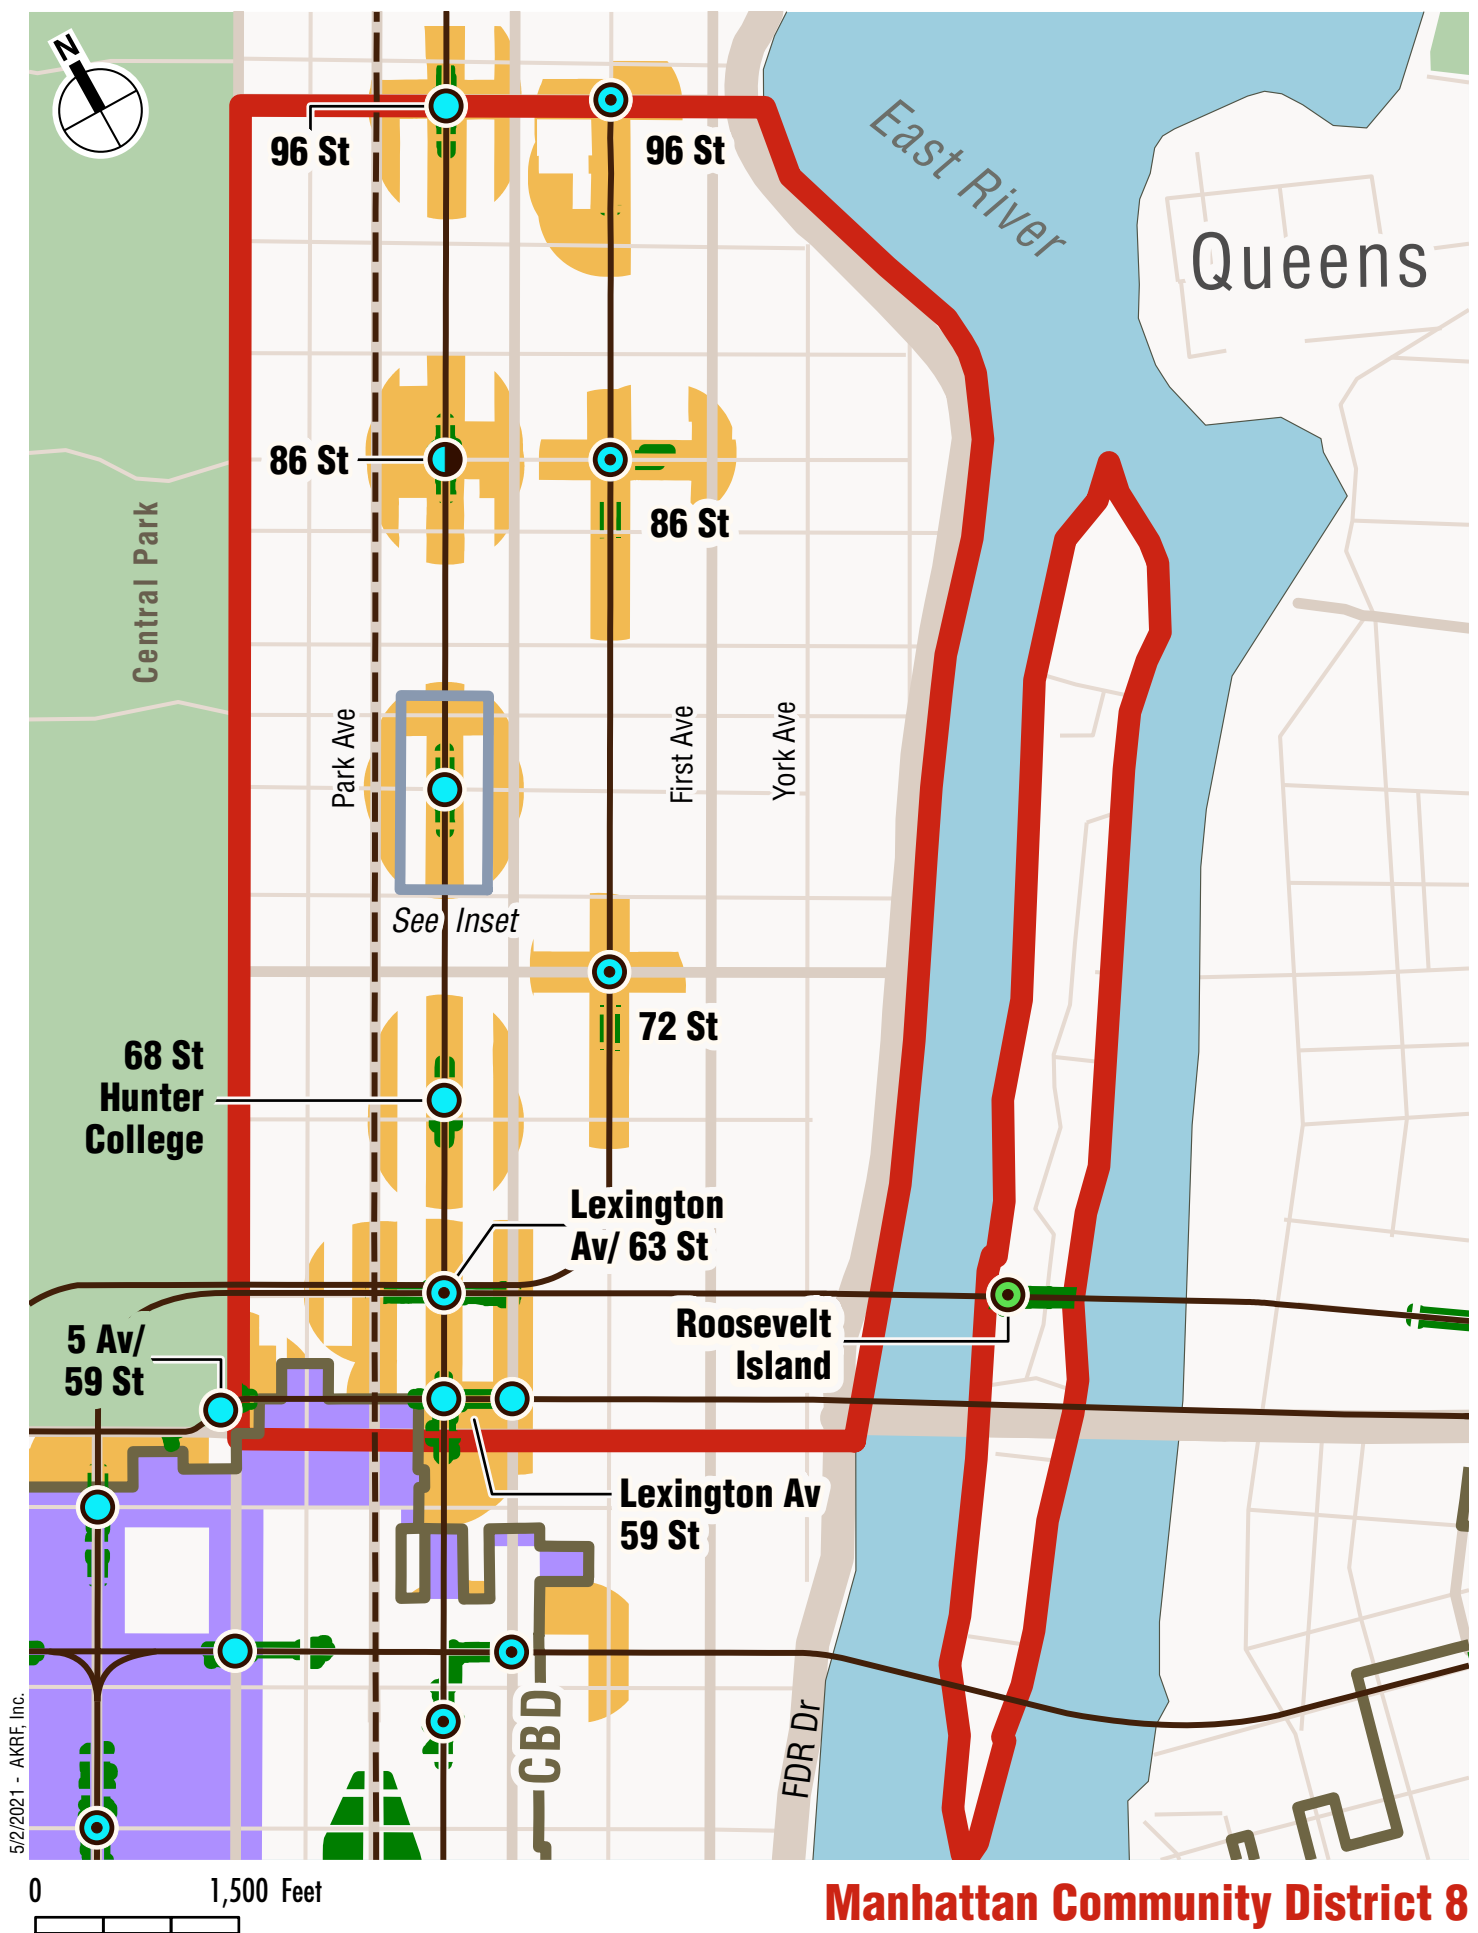 N
96 St
96 St
East River
Queens
86 St
86 St
Central Park
Park Ave
First Ave
York Ave
See Inset
72 St
68 St
Hunter
College
Lexington
Av/ 63 St
Roosevelt
Island
5 Av/
59 St
Lexington Av
59 St
CBD
FDR Dr
5/2/2021 - AKRF, Inc.
0
1,500 Feet
Manhattan Community District 8